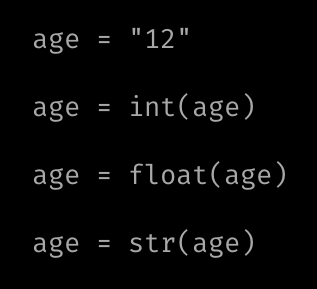 age = "12"
age = int(age)
age = float(age)
age = str(age)